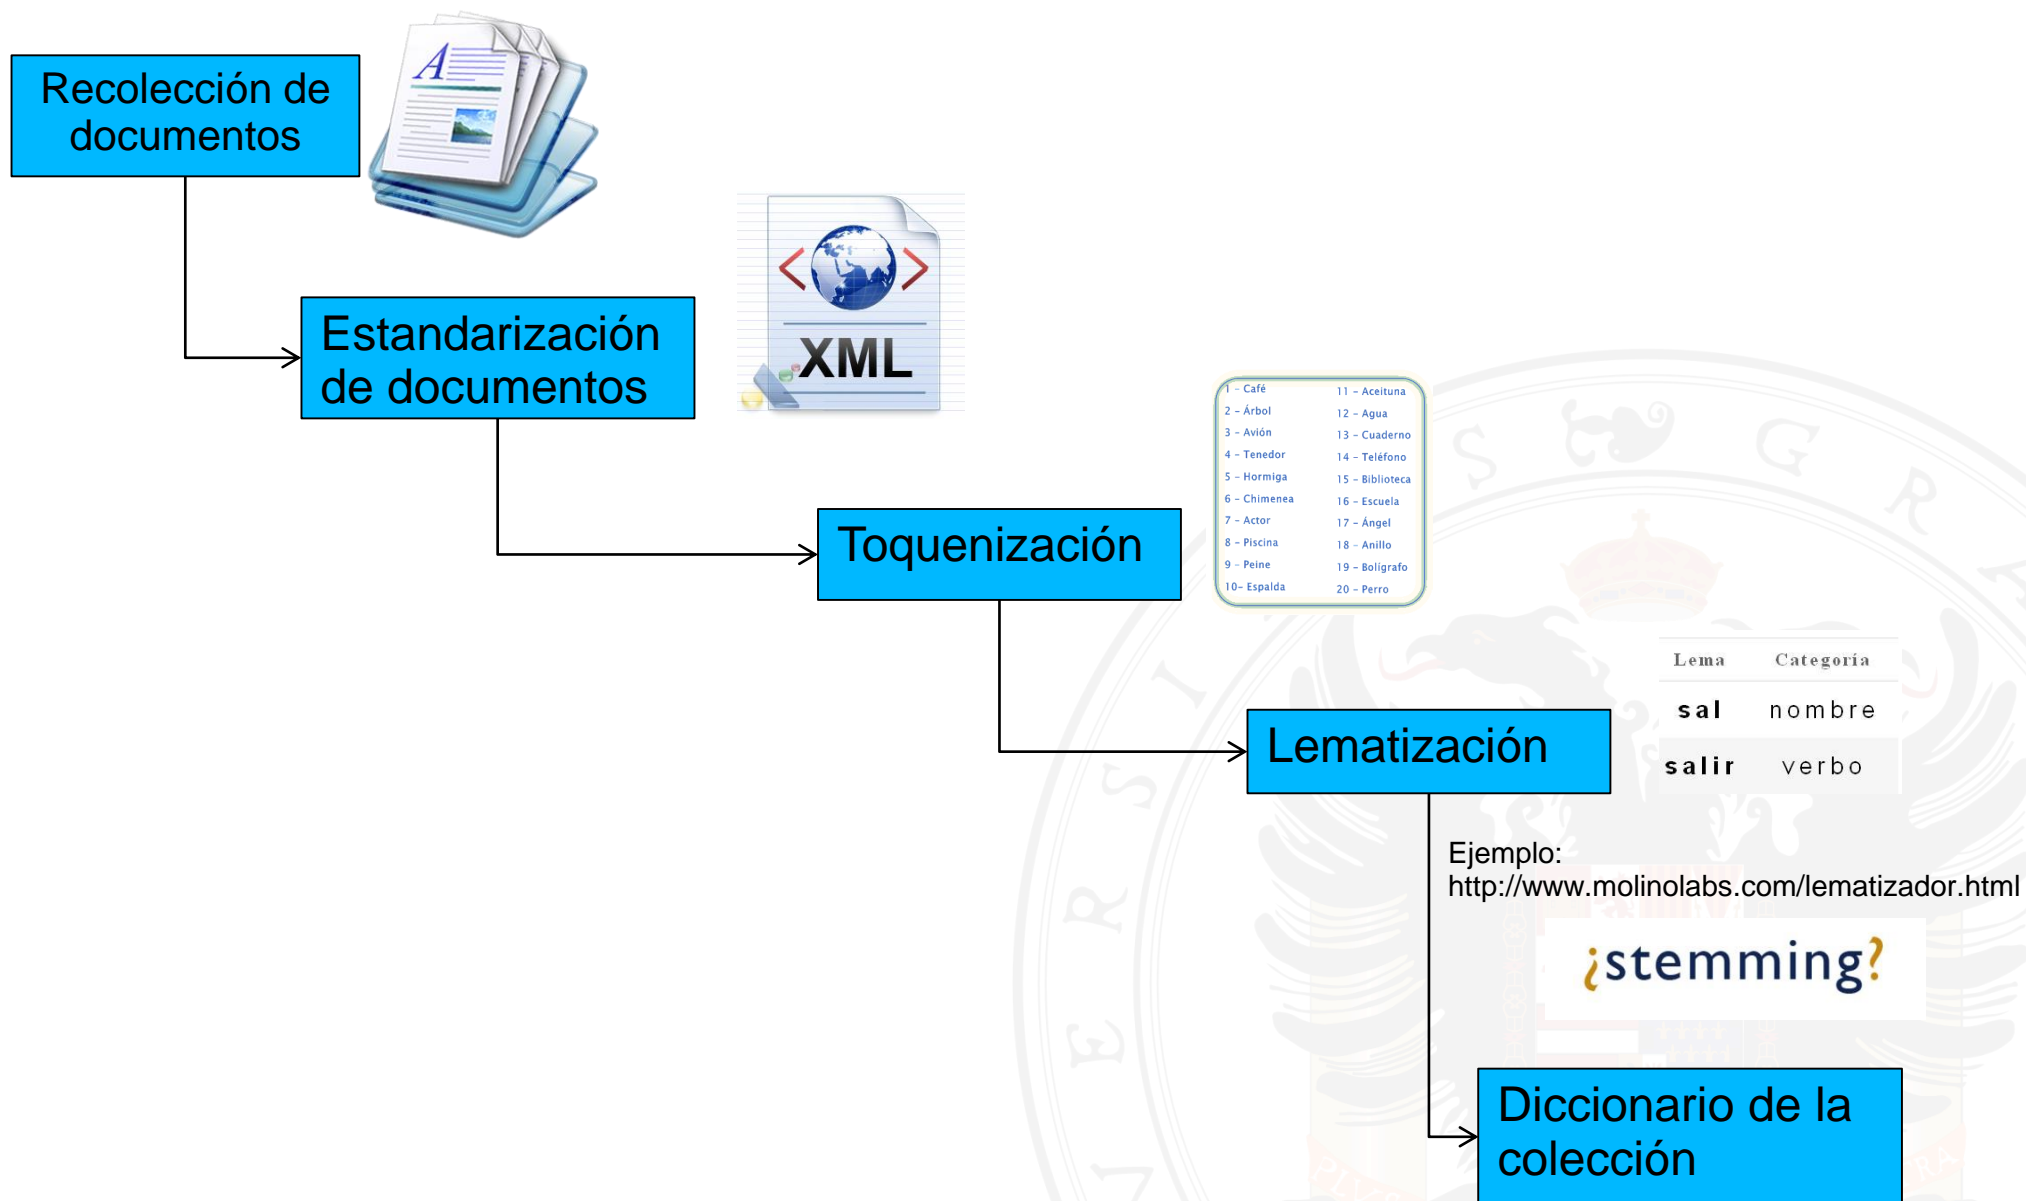 Recolección de
documentos
A
XML
Estandarización
de documentos
1 – Café
2 – Árbol
3 – Avión
4 – Tenedor
5 – Hormiga
6 – Chimenea
7 – Actor
8 – Piscina
9 – Peine
10– Espalda
11 – Aceituna
12 – Agua
13 – Cuaderno
14 – Teléfono
15 – Biblioteca
16 – Escuela
17 – Ángel
18 – Anillo
19 – Bolígrafo
20 – Perro
Toquenización
Lema Categoría
sal nombre
salir verbo
Lematización
Ejemplo:
http://www.molinolabs.com/lematizador.html
¿stemming?
Diccionario de la
colección